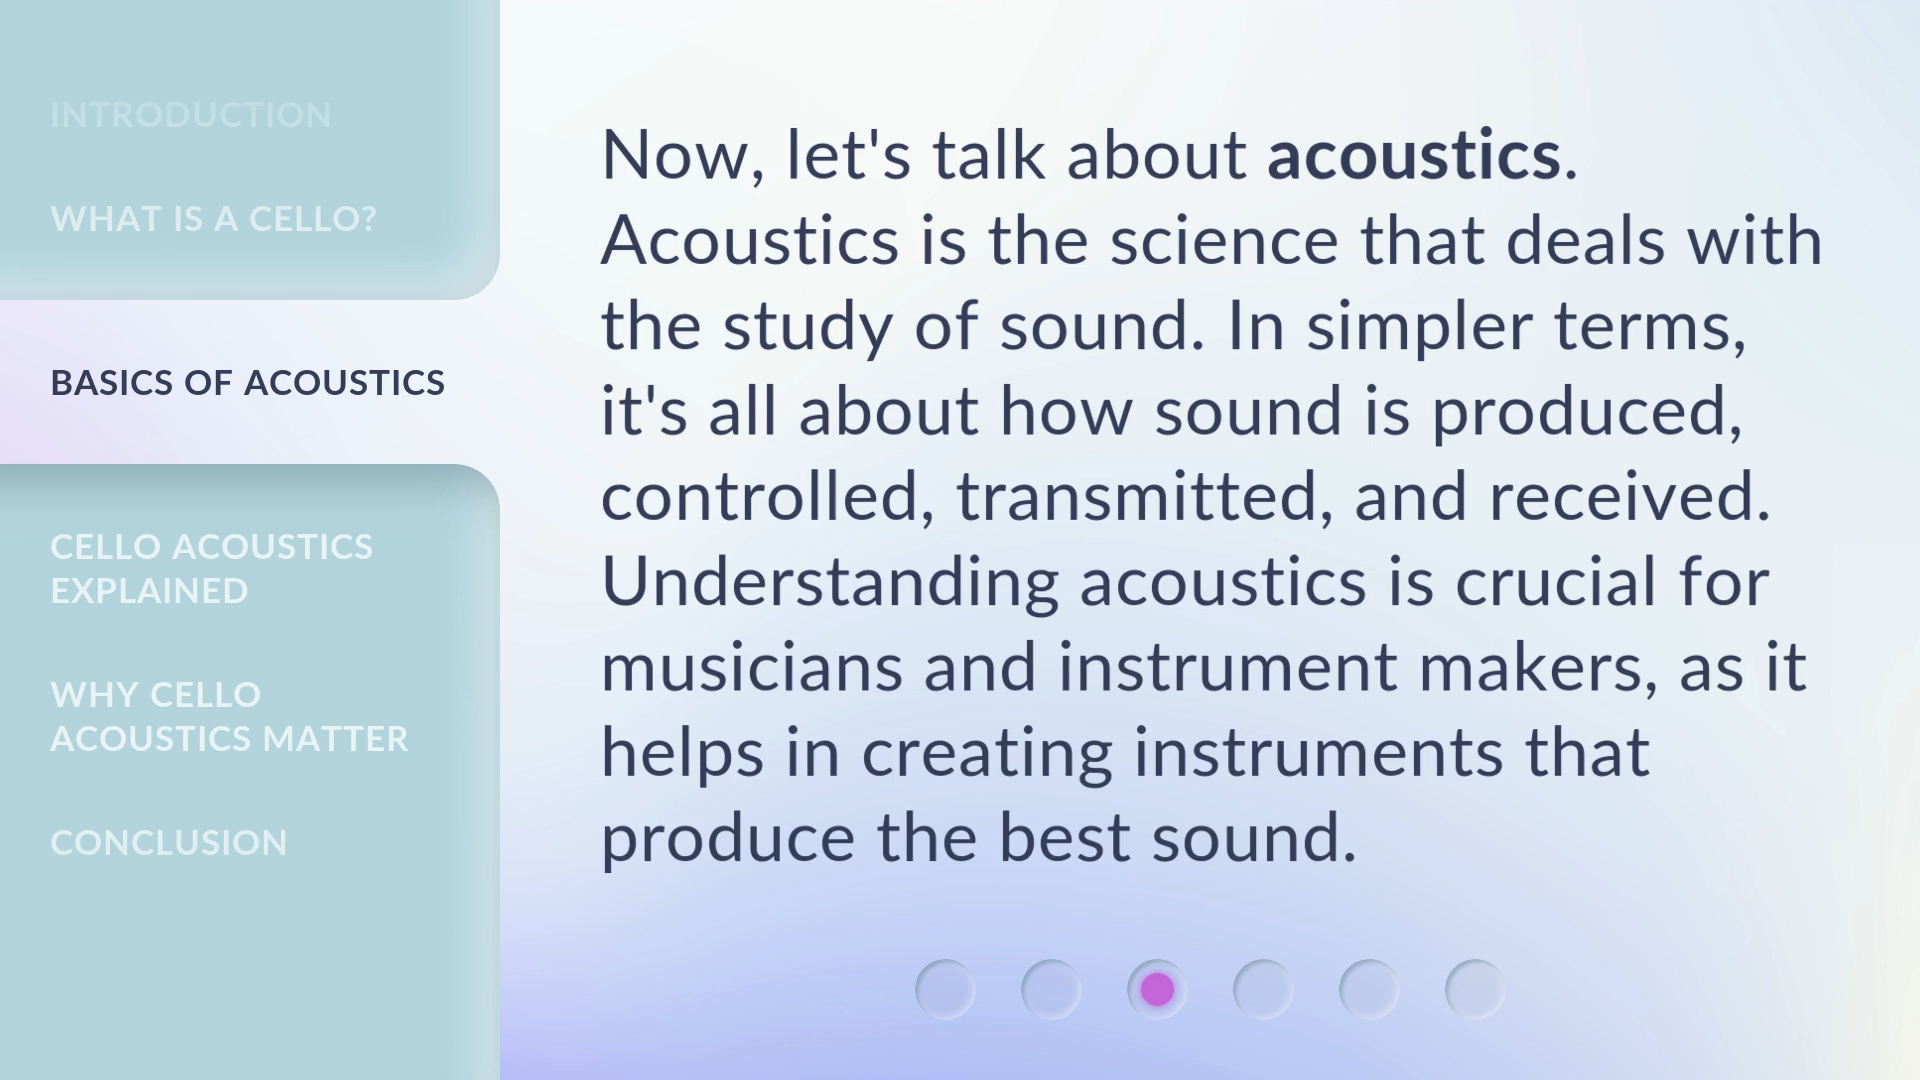 INTRODUCTION
WHAT IS A CELLO?
BASICS OF ACOUSTICS
CELLO ACOUSTICS
EXPLAINED
WHY CELLO
ACOUSTICS MATTER
CONCLUSION
Now, let's talk about acoustics.
Acoustics is the science that deals with
the study of sound. In simpler terms,
it's all about how sound is produced,
controlled, transmitted, and received.
Understanding acoustics is crucial for
musicians and instrument makers, as it
helps in creating instruments that
produce the best sound.